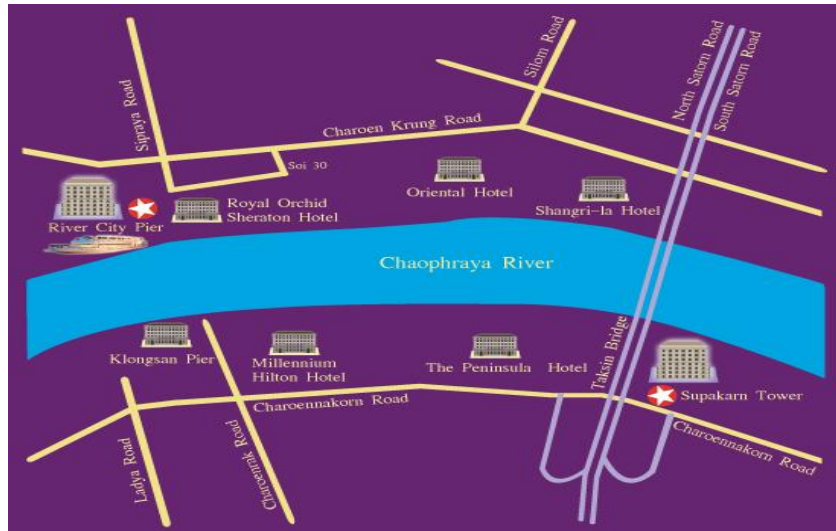 Silom Road
North Satorn Road
South Satorn Road
Sipraya Road
Charoen Krung Road
Soi 30
Oriental Hotel
Royal Orchid
Sheraton Hotel
Shangri-la Hotel
River City Pier
Chaophraya River
Taksin Bridge
Klongsan Pier
Millennium
Hilton Hotel
The Peninsula Hotel
Supakarn Tower
Charoennakorn Road
Charoennakorn Road
Ladya Road
Charoenrak Road